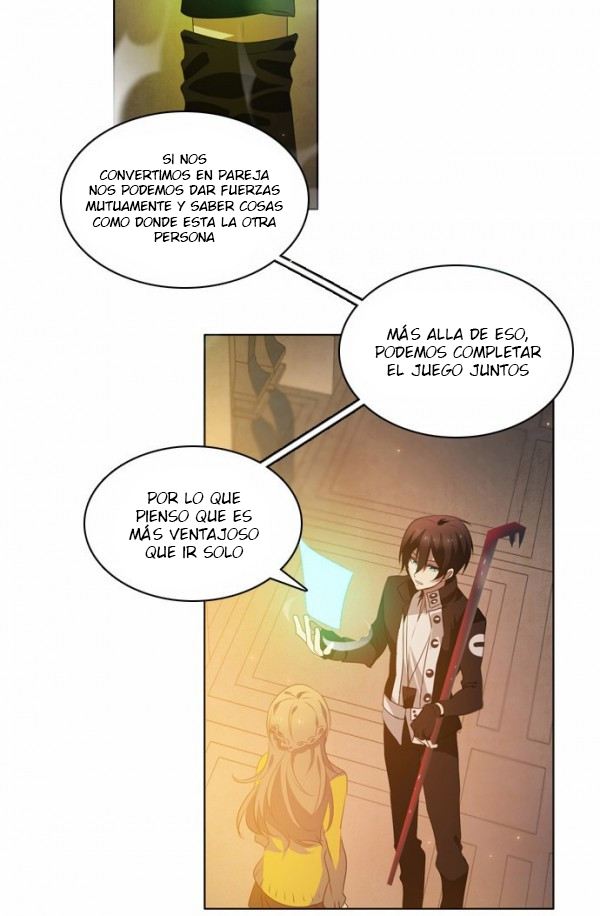 SI NOS
CONVERTIMOS EN PAREJA
NOS PODEMOS DAR FUERZAS
MUTUAMENTE Y SABER COSAS
COMO DONDE ESTA LA OTRA
PERSONA
MÁS ALLA DE ESO,
PODEMOS COMPLETAR
EL JUEGO JUNTOS
POR LO QUE
PIENSO QUE ES
MÁS VENTAJOSO
QUE IR SOLO